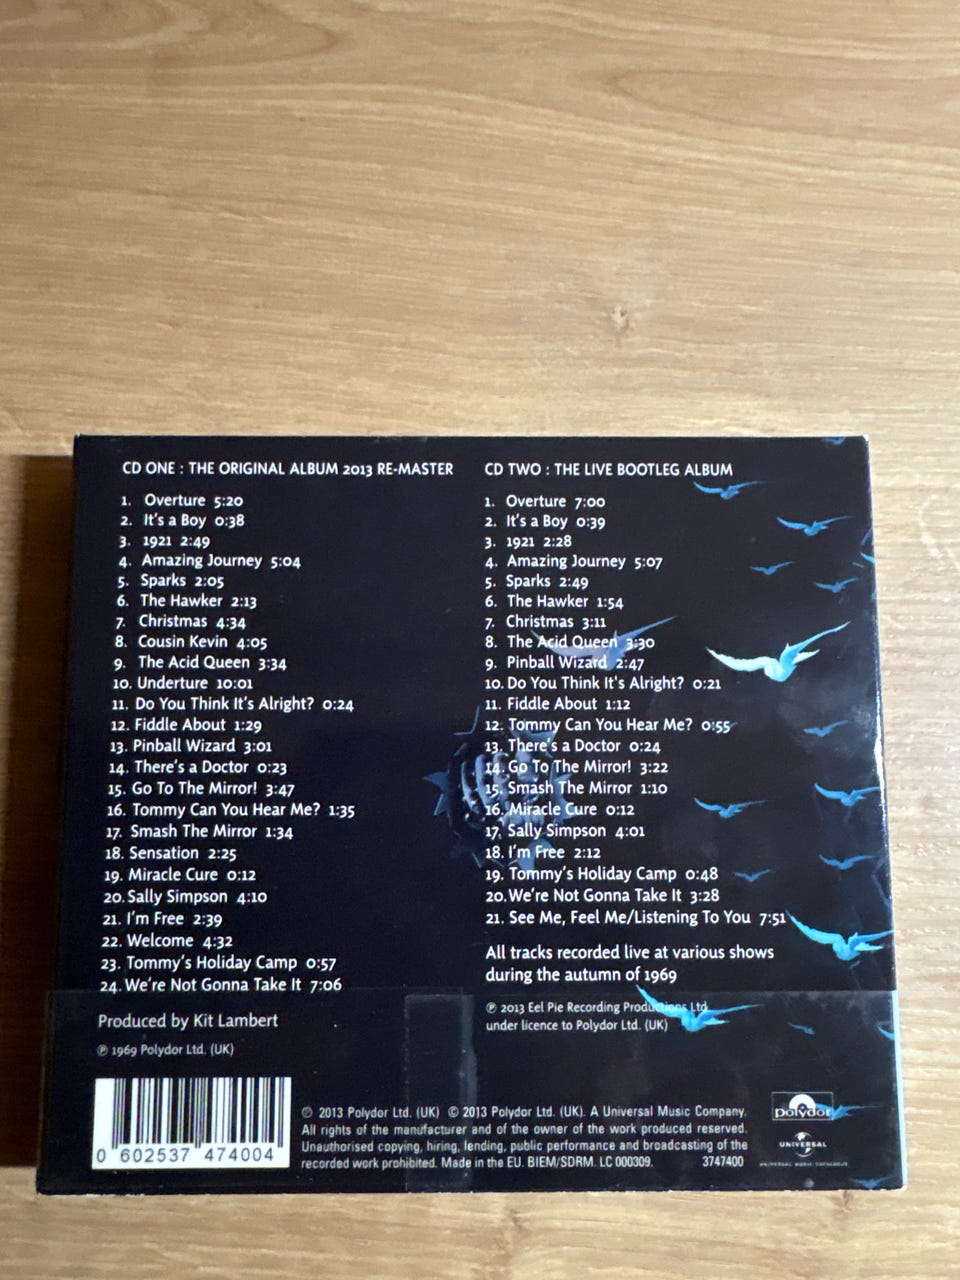 CD ONE : THE ORIGINAL ALBUM 2013 RE-MASTER
1. Overture 5:20
2. It's a Boy 0:38
3. 1921 2:49
4. Amazing Journey 5:04
5. Sparks 2:05
6. The Hawker 2:13
7. Christmas 4:34
8. Cousin Kevin 4:05
9. The Acid Queen 3:34
10. Underture 10:01
11. Do You Think It's Alright? 0:24
12. Fiddle About 1:29
13. Pinball Wizard 3:01
14. There's a Doctor 0:23
15. Go To The Mirror! 3:47
16. Tommy Can You Hear Me? 1:35
17. Smash The Mirror 1:34
18. Sensation 2:25
19. Miracle Cure 0:12
20. Sally Simpson 4:10
21. I'm Free 2:39
22. Welcome 4:32
23. Tommy's Holiday Camp 0:57
24. We're Not Gonna Take It 7:06
Produced by Kit Lambert
℗ 1969 Polydor Ltd. (UK)
CD TWO : THE LIVE BOOTLEG ALBUM
1. Overture 7:00
2. It's a Boy 0:39
3. 1921 2:28
4. Amazing Journey 5:07
5. Sparks 2:49
6. The Hawker 1:54
7. Christmas 3:11
8. The Acid Queen 3:30
9. Pinball Wizard 2:47
10. Do You Think It's Alright? 0:21
11. Fiddle About 1:12
12. Tommy Can You Hear Me? 0:55
13. There's a Doctor 0:24
14. Go To The Mirror! 3:22
15. Smash The Mirror 1:10
16. Miracle Cure 0:12
17. Sally Simpson 4:01
18. I'm Free 2:12
19. Tommy's Holiday Camp 0:48
20. We're Not Gonna Take It 3:28
21. See Me, Feel Me/Listening To You 7:51
All tracks recorded live at various shows
during the autumn of 1969
℗ 2013 Eel Pie Recording Productions Ltd
under licence to Polydor Ltd. (UK)
0 602537 474004
℗ 2013 Polydor Ltd. (UK) © 2013 Polydor Ltd. (UK). A Universal Music Company.
All rights of the manufacturer and of the owner of the work produced reserved.
Unauthorised copying, hiring, lending, public performance and broadcasting of the
recorded work prohibited. Made in the EU. BIEM/SDRM. LC 000309. 3747400
polydor
UNIVERSAL
UNIVERSAL MUSIC CATALOGUE